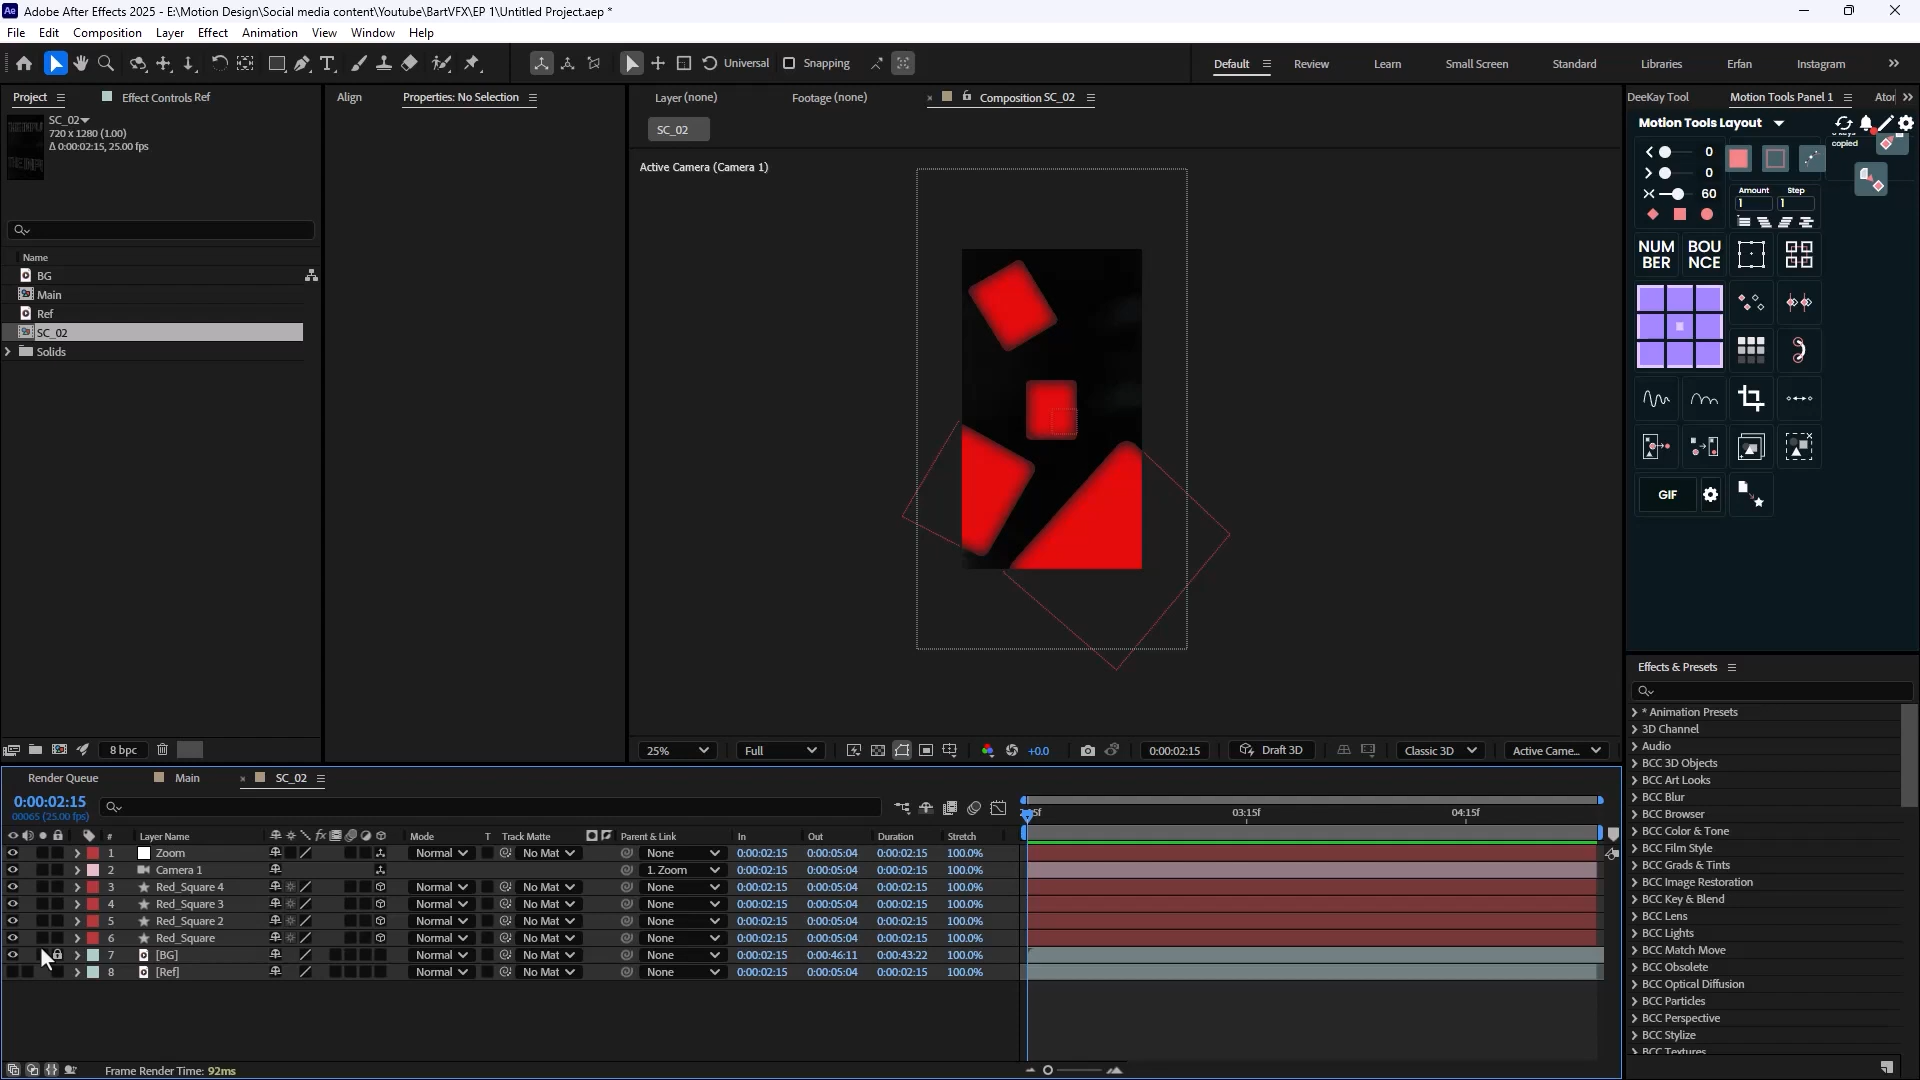 Adobe After Effects 2025 - E:\Motion Design\Social media content\Youtube\BartVFX\EP 1\Untitled Project.aep *
File Edit Composition Layer Effect Animation View Window Help
Universal Snapping Default Review Learn Small Screen Standard Libraries Erfan Instagram
Project Effect Controls Ref Align Properties: No Selection Layer (none) Footage (none) Composition SC_02 DeeKay Tool Motion Tools Panel 1
SC_02
720 x 1280 (1.00)
Δ 0:00:02:15, 25.00 fps
SC_02
Active Camera (Camera 1)
Motion Tools Layout
copied
0
0
60
Amount Step
1 1
NUM
BER
BOU
NCE
GIF
Name
BG
Main
Ref
SC_02
Solids
8 bpc
25% Full +0.0 0:00:02:15 Draft 3D Classic 3D Active Came...
Effects & Presets
* Animation Presets
3D Channel
Audio
BCC 3D Objects
BCC Art Looks
BCC Blur
BCC Browser
BCC Color & Tone
BCC Film Style
BCC Grads & Tints
BCC Image Restoration
BCC Key & Blend
BCC Lens
BCC Lights
BCC Match Move
BCC Obsolete
BCC Optical Diffusion
BCC Particles
BCC Perspective
BCC Stylize
BCC Textures
Render Queue Main SC_02
0:00:02:15
00065 (25.00 fps)
03:15f 04:15f
# Layer Name Mode T Track Matte Parent & Link In Out Duration Stretch
1 Zoom Normal No Mat None 0:00:02:15 0:00:05:04 0:00:02:15 100.0%
2 Camera 1 1. Zoom 0:00:02:15 0:00:05:04 0:00:02:15 100.0%
3 Red_Square 4 Normal No Mat None 0:00:02:15 0:00:05:04 0:00:02:15 100.0%
4 Red_Square 3 Normal No Mat None 0:00:02:15 0:00:05:04 0:00:02:15 100.0%
5 Red_Square 2 Normal No Mat None 0:00:02:15 0:00:05:04 0:00:02:15 100.0%
6 Red_Square Normal No Mat None 0:00:02:15 0:00:05:04 0:00:02:15 100.0%
7 [BG] Normal No Mat None 0:00:02:15 0:00:46:11 0:00:43:22 100.0%
8 [Ref] Normal No Mat None 0:00:02:15 0:00:05:04 0:00:02:15 100.0%
Frame Render Time: 92ms